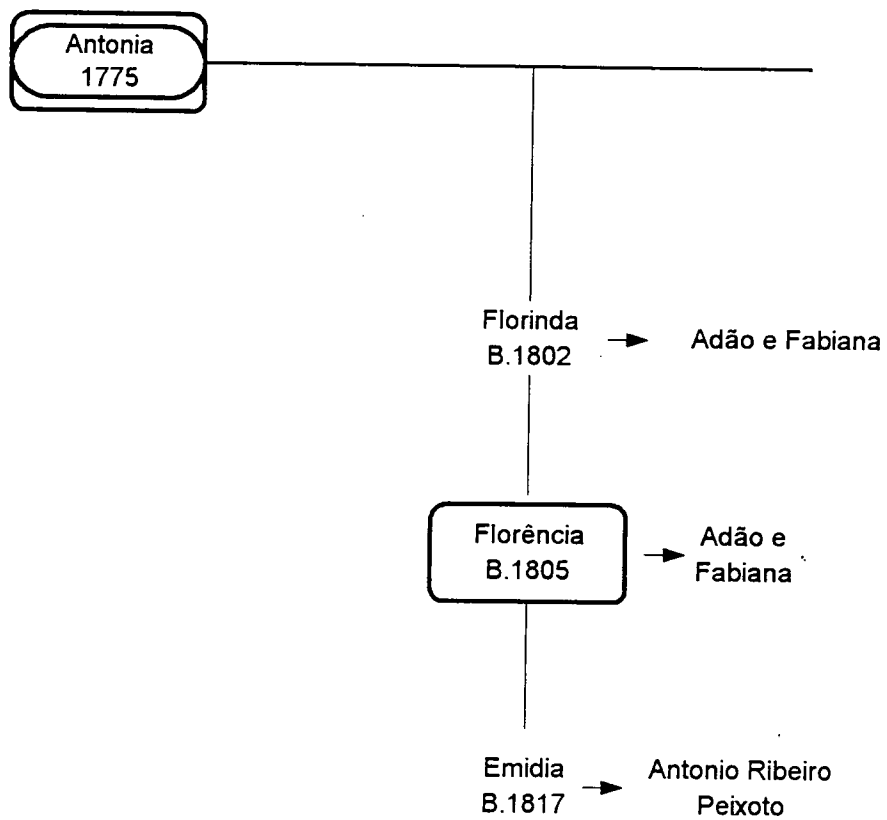 Antonia
1775
Florinda
B.1802
Adão e Fabiana
Florência
B.1805
Adão e
Fabiana
Emidia
B.1817
Antonio Ribeiro
Peixoto